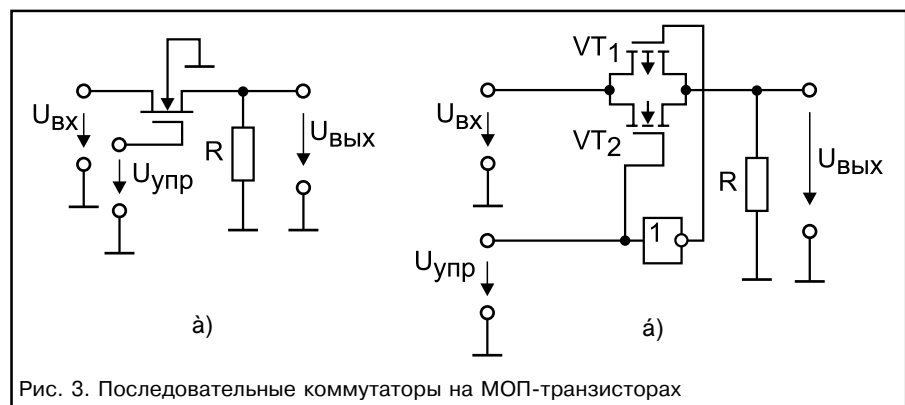 VT1
Uвх
R
Uвых
Uупр
à)
Uвх
VT2
R
Uвых
1
Uупр
á)
Рис. 3. Последовательные коммутаторы на МОП-транзисторах